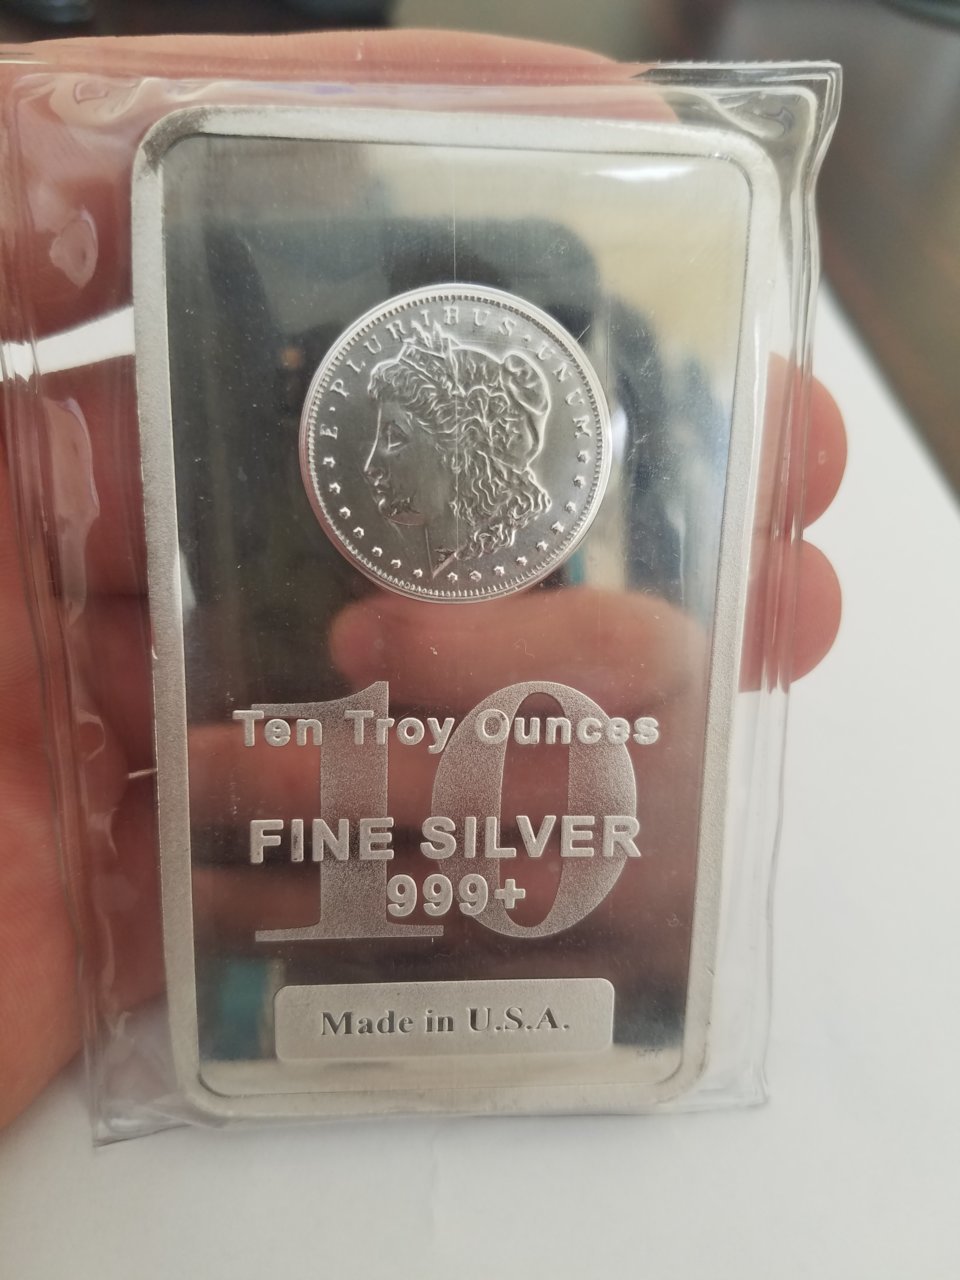 E·PLURIBUS·UNUM
10
Ten Troy Ounces
FINE SILVER
999+
Made in U.S.A.